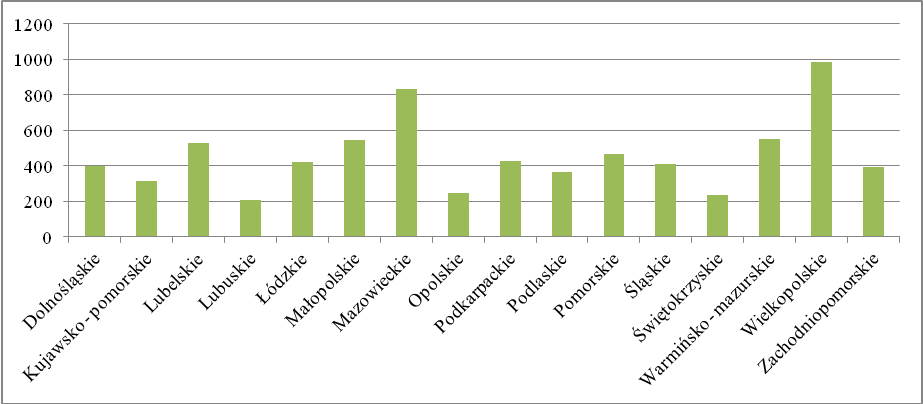 1200
1000
800
600
400
200
0
Dolnośląskie
Kujawsko - pomorskie
Lubelskie
Lubuskie
Łódzkie
Małopolskie
Mazowieckie
Opolskie
Podkarpackie
Podlaskie
Pomorskie
Śląskie
Świętokrzyskie
Warmińsko - mazurskie
Wielkopolskie
Zachodniopomorskie